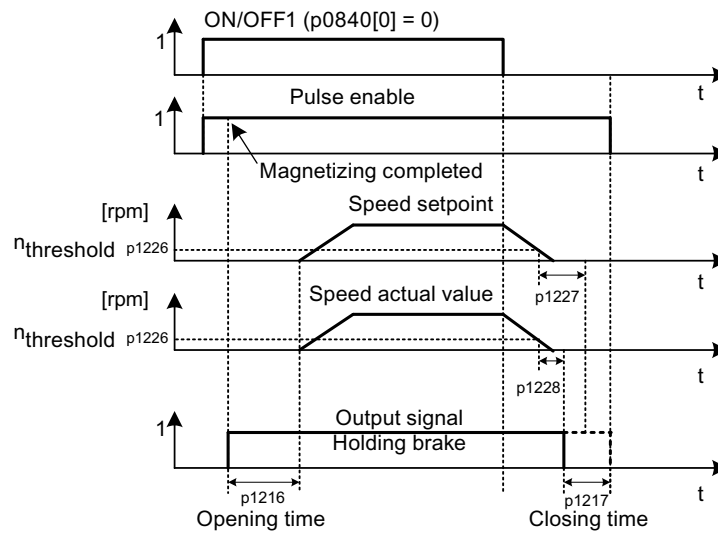 ON/OFF1 (p0840[0] = 0)
1
t
Pulse enable
1
t
Magnetizing completed
[rpm]
Speed setpoint
nthreshold p1226
t
p1227
[rpm]
Speed actual value
nthreshold p1226
t
p1228
Output signal
1
Holding brake
t
p1216
p1217
Opening time
Closing time